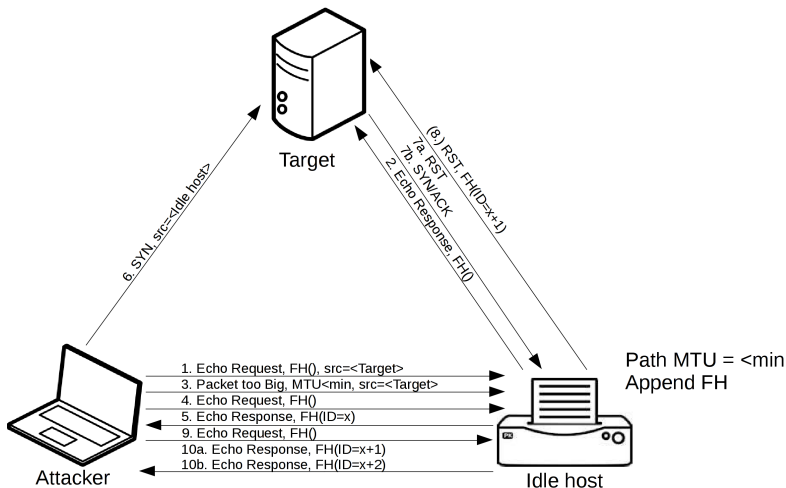 Target
(8.) RST, FH(ID=x+1)
7a. RST
7b. SYN/ACK
2. Echo Response, FH()
6. SYN, src=<Idle host>
1. Echo Request, FH(), src=<Target>
3. Packet too Big, MTU<min, src=<Target>
4. Echo Request, FH()
5. Echo Response, FH(ID=x)
9. Echo Request, FH()
10a. Echo Response, FH(ID=x+1)
10b. Echo Response, FH(ID=x+2)
Path MTU = <min
Append FH
Attacker
Idle host